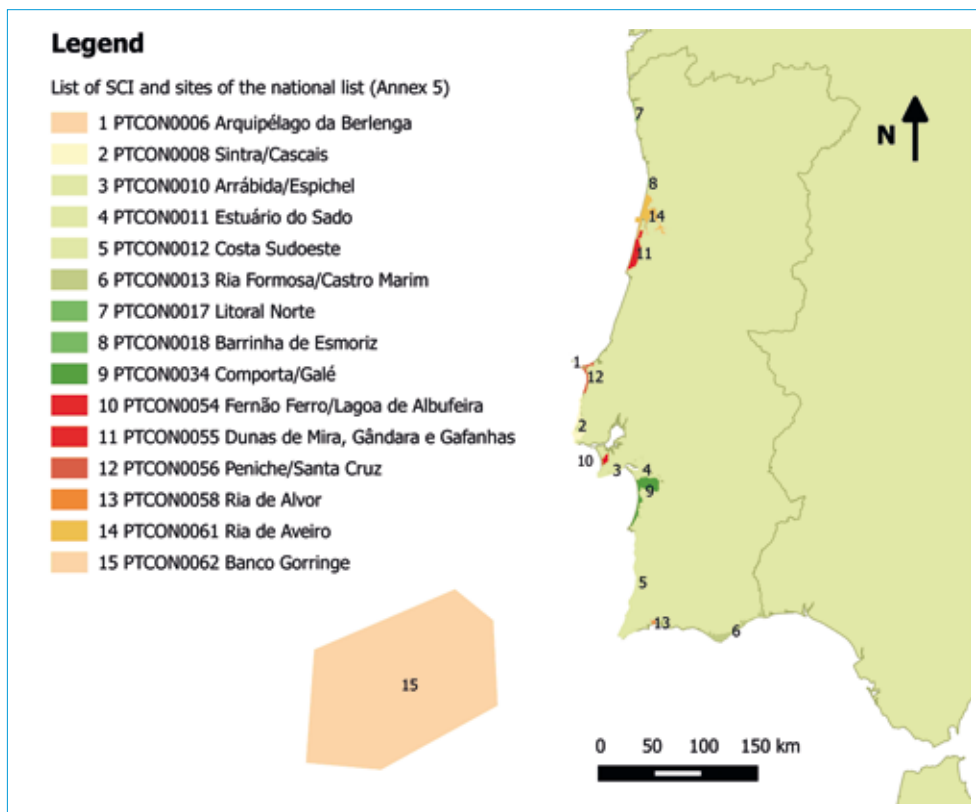 Legend
List of SCI and sites of the national list (Annex 5)
1 PTCON0006 Arquipélago da Berlenga
2 PTCON0008 Sintra/Cascais
3 PTCON0010 Arrábida/Espichel
4 PTCON0011 Estuário do Sado
5 PTCON0012 Costa Sudoeste
6 PTCON0013 Ria Formosa/Castro Marim
7 PTCON0017 Litoral Norte
8 PTCON0018 Barrinha de Esmoriz
9 PTCON0034 Comporta/Galé
10 PTCON0054 Fernão Ferro/Lagoa de Albufeira
11 PTCON0055 Dunas de Mira, Gândara e Gafanhas
12 PTCON0056 Peniche/Santa Cruz
13 PTCON0058 Ria de Alvor
14 PTCON0061 Ria de Aveiro
15 PTCON0062 Banco Gorringe
N
7
8
14
11
1
12
2
10
3
4
9
5
13
6
15
0 50 100 150 km